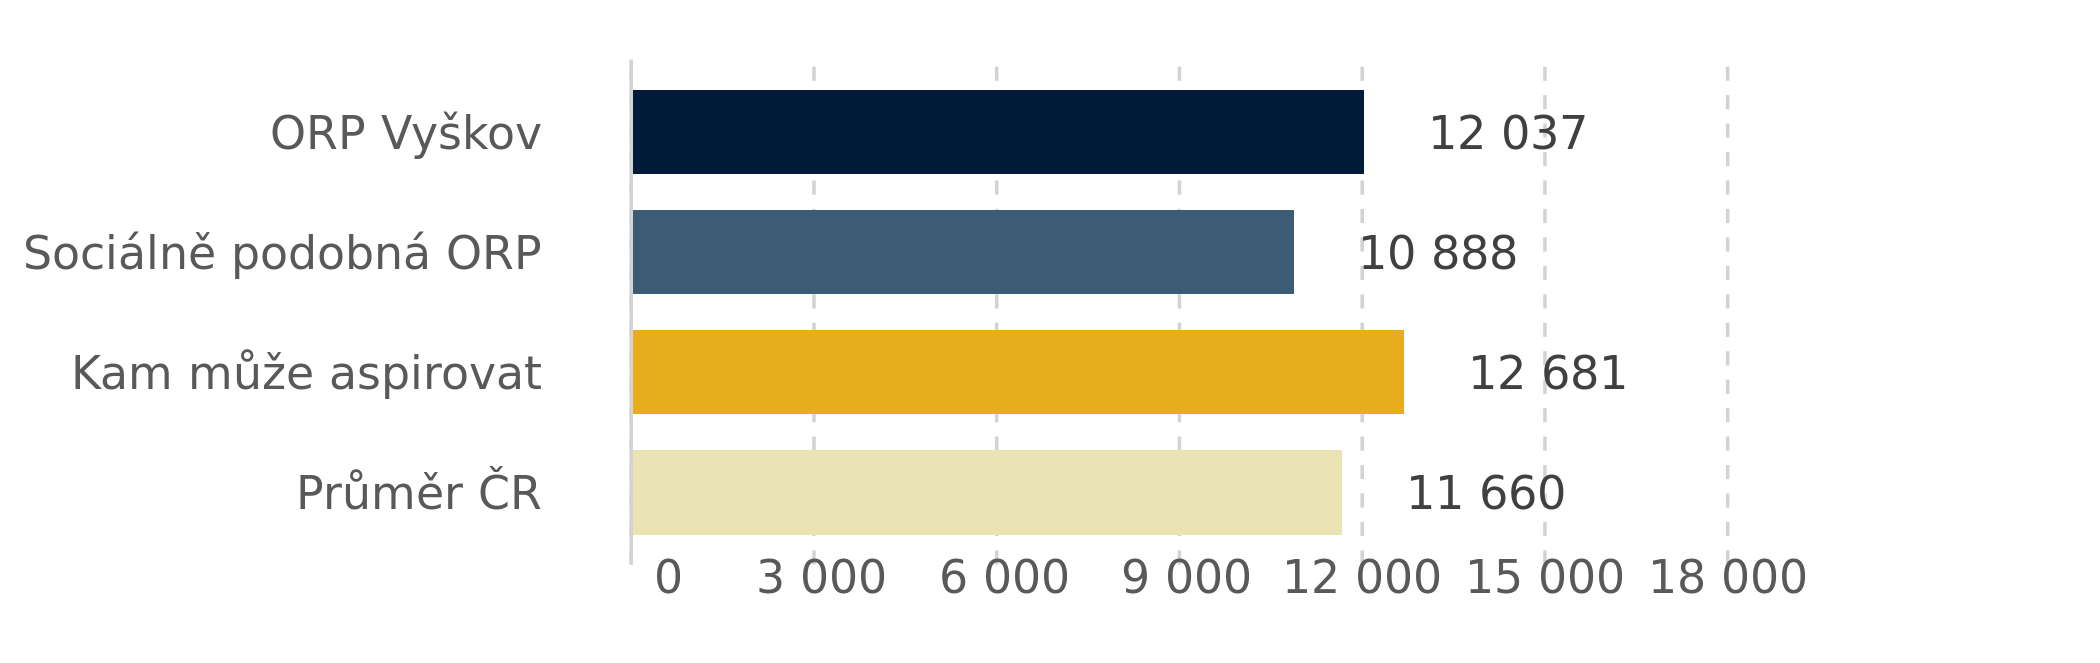 ORP Vyškov 12 037
Sociálně podobná ORP 10 888
Kam může aspirovat 12 681
Průměr ČR 11 660
0 3 000 6 000 9 000 12 000 15 000 18 000